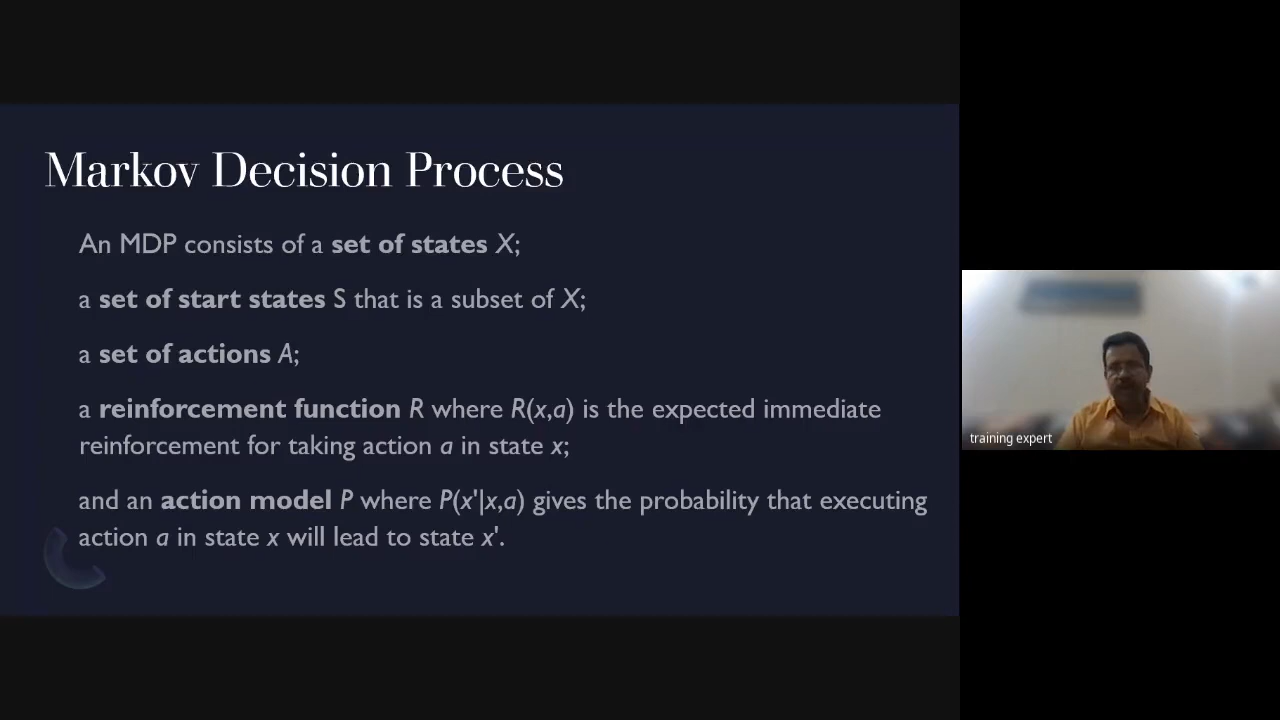 Markov Decision Process
An MDP consists of a set of states X;
a set of start states S that is a subset of X;
a set of actions A;
a reinforcement function R where R(x,a) is the expected immediate
reinforcement for taking action a in state x;
and an action model P where P(x'|x,a) gives the probability that executing
action a in state x will lead to state x'.
training expert